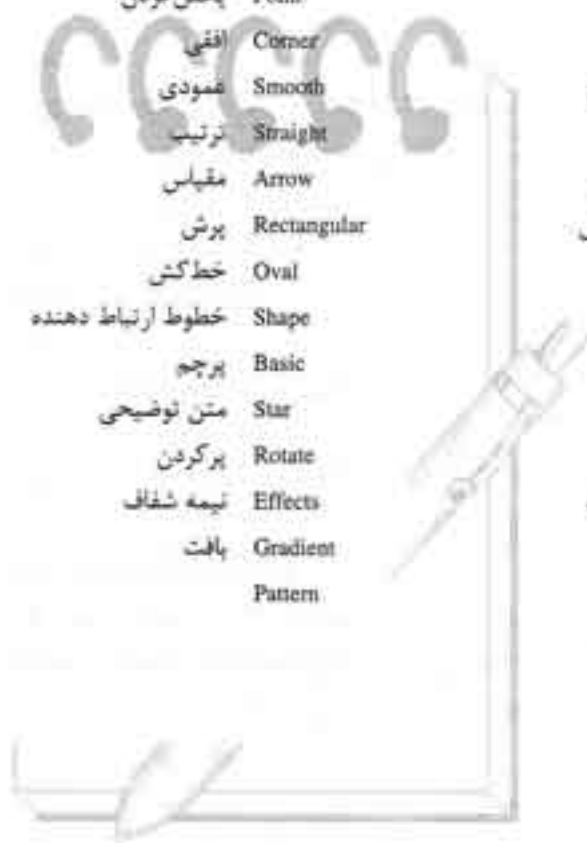 Corner افقی
Smooth عمودی
Straight ترتیب
Arrow مقیاس
Rectangular پرش
Oval خط‌کش
Shape خطوط ارتباط دهنده
Basic پرچم
Star متن توضیحی
Rotate پرکردن
Effects نیمه شفاف
Gradient بافت
Pattern